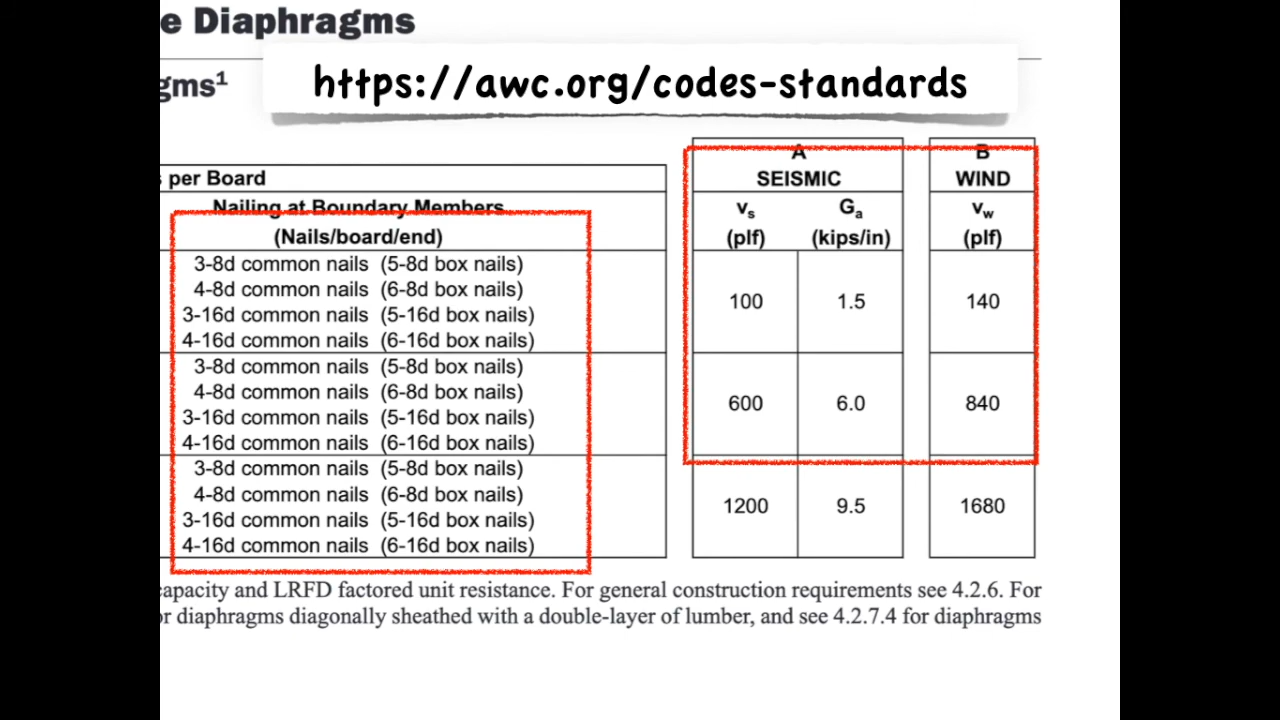 e Diaphragms
gms¹
https://awc.org/codes-standards
A
B
s per Board
SEISMIC
WIND
Nailing at Boundary Members
vs
Ga
vw
(Nails/board/end)
(plf)
(kips/in)
(plf)
3-8d common nails (5-8d box nails)
4-8d common nails (6-8d box nails)
3-16d common nails (5-16d box nails)
4-16d common nails (6-16d box nails)
100
1.5
140
3-8d common nails (5-8d box nails)
4-8d common nails (6-8d box nails)
3-16d common nails (5-16d box nails)
4-16d common nails (6-16d box nails)
600
6.0
840
3-8d common nails (5-8d box nails)
4-8d common nails (6-8d box nails)
3-16d common nails (5-16d box nails)
4-16d common nails (6-16d box nails)
1200
9.5
1680
capacity and LRFD factored unit resistance. For general construction requirements see 4.2.6. For
or diaphragms diagonally sheathed with a double-layer of lumber, and see 4.2.7.4 for diaphragms